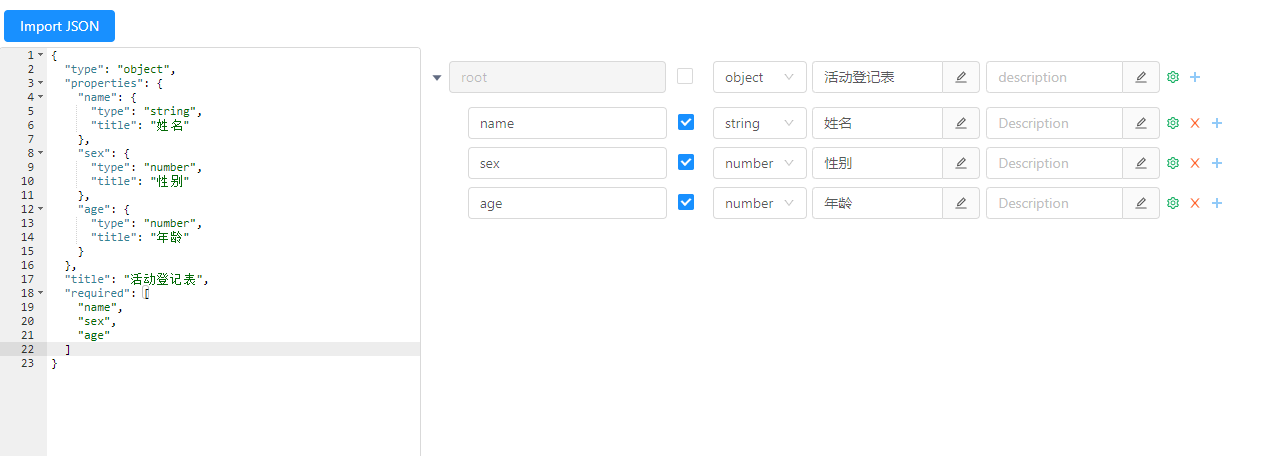 Import JSON
1 {
2 "type": "object",
3 "properties": {
4 "name": {
5 "type": "string",
6 "title": "姓名"
7 },
8 "sex": {
9 "type": "number",
10 "title": "性别"
11 },
12 "age": {
13 "type": "number",
14 "title": "年龄"
15 }
16 },
17 "title": "活动登记表",
18 "required": [
19 "name",
20 "sex",
21 "age"
22 ]
23 }
root object 活动登记表 description
name string 姓名 Description
sex number 性别 Description
age number 年龄 Description